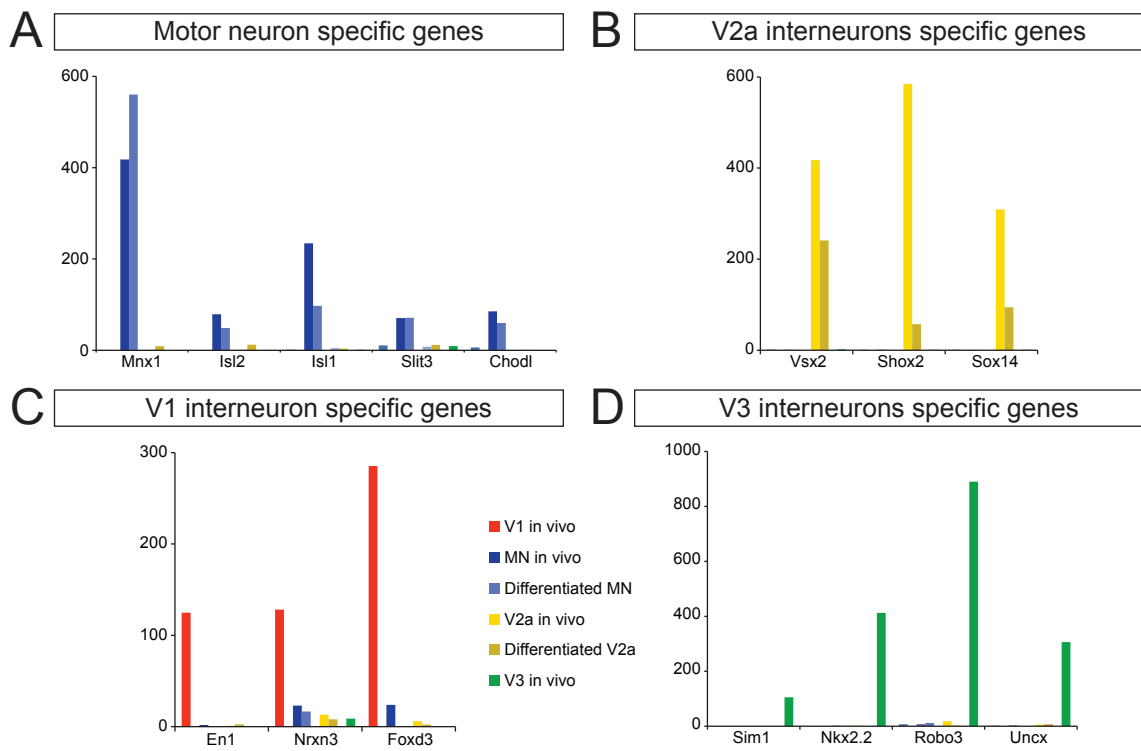 A
Motor neuron specific genes
600
400
200
0
Mnx1 Isl2 Isl1 Slit3 Chodl
B
V2a interneurons specific genes
600
400
200
0
Vsx2 Shox2 Sox14
C
V1 interneuron specific genes
300
200
100
0
En1 Nrxn3 Foxd3
V1 in vivo
MN in vivo
Differentiated MN
V2a in vivo
Differentiated V2a
V3 in vivo
D
V3 interneurons specific genes
1000
800
600
400
200
0
Sim1 Nkx2.2 Robo3 Uncx